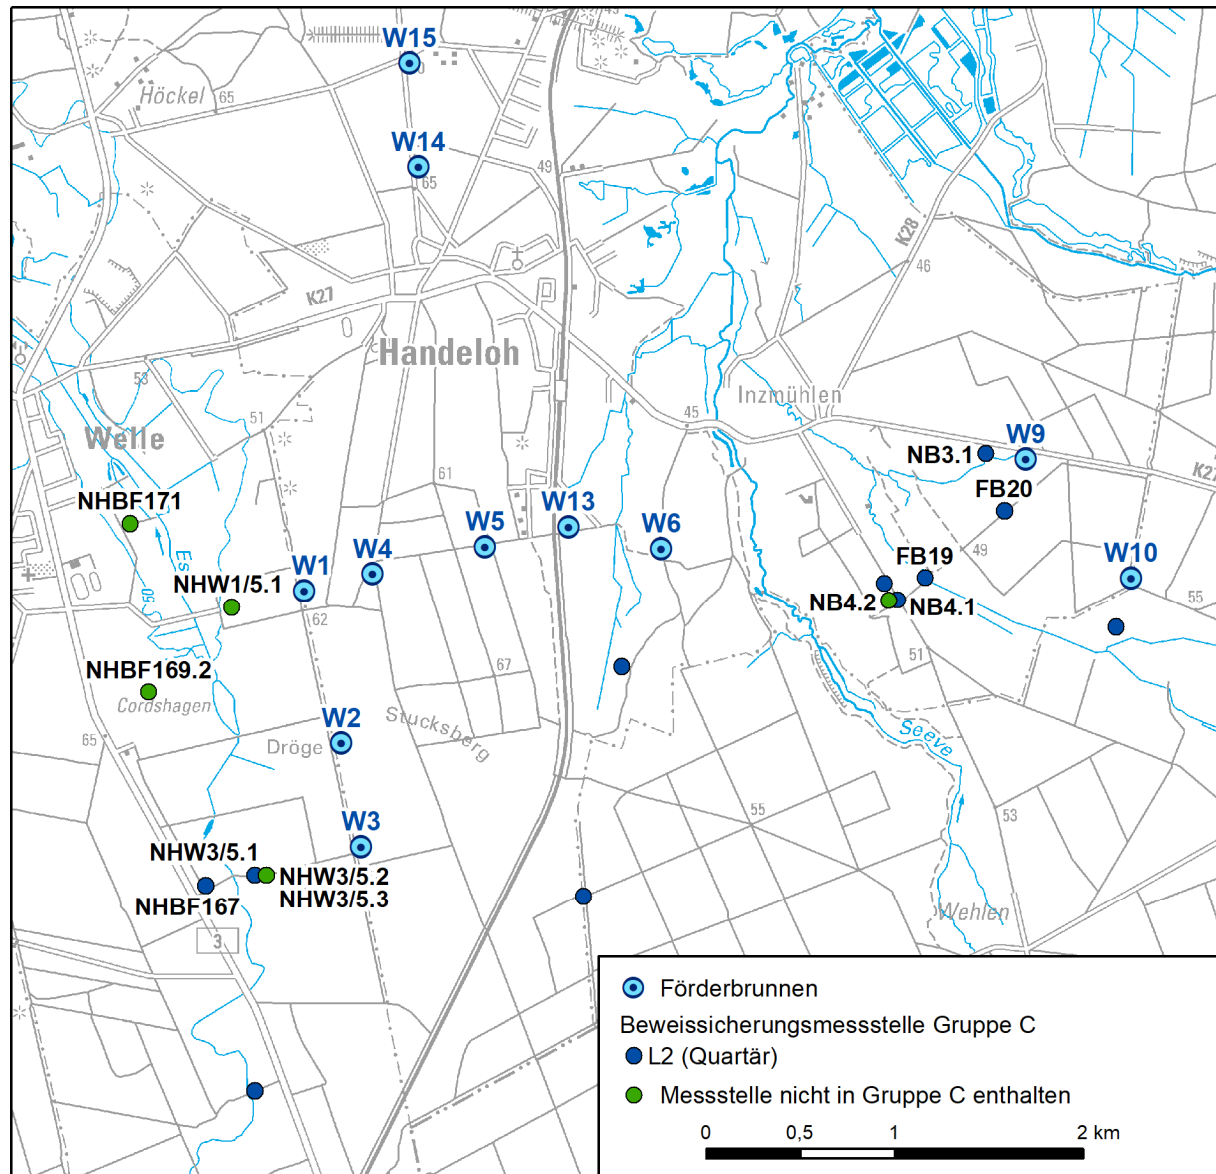 43
W15
60
Höckel
65
W14
65
49
K28
46
K27
Handeloh
53
51
45
Inzmühlen
Welle
W9
NB3.1
K27
61
NHBF171
FB20
W13
W5
W6
49
Es
W4
FB19
W10
W1
NHW1/5.1
50
55
NB4.2
NB4.1
62
51
67
NHBF169.2
Cordshagen
W2
Stucksberg
65
Dröge
Seeve
55
53
W3
NHW3/5.1
NHW3/5.2
NHBF167
NHW3/5.3
Wehlen
3
Förderbrunnen
Beweissicherungsmessstelle Gruppe C
L2 (Quartär)
Messstelle nicht in Gruppe C enthalten
0 0,5 1 2 km